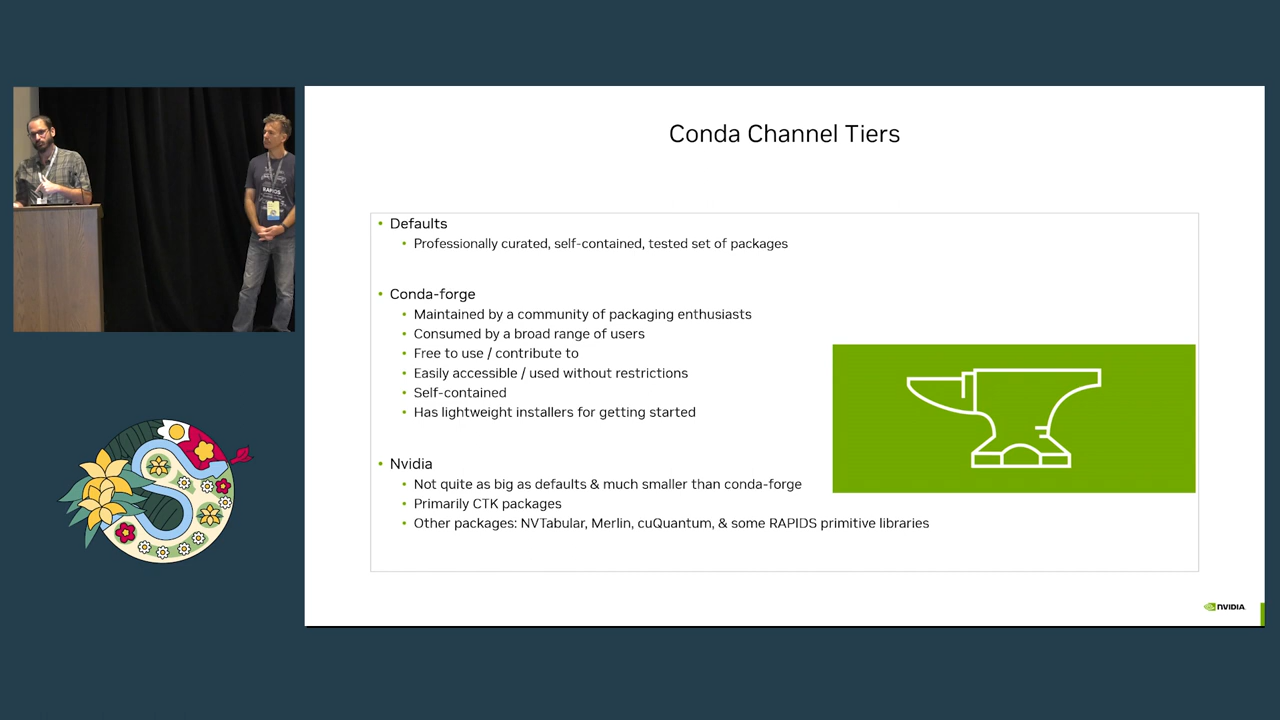 Conda Channel Tiers
• Defaults
• Professionally curated, self-contained, tested set of packages
• Conda-forge
• Maintained by a community of packaging enthusiasts
• Consumed by a broad range of users
• Free to use / contribute to
• Easily accessible / used without restrictions
• Self-contained
• Has lightweight installers for getting started
• Nvidia
• Not quite as big as defaults & much smaller than conda-forge
• Primarily CTK packages
• Other packages: NVTabular, Merlin, cuQuantum, & some RAPIDS primitive libraries
NVIDIA
RAPIDS